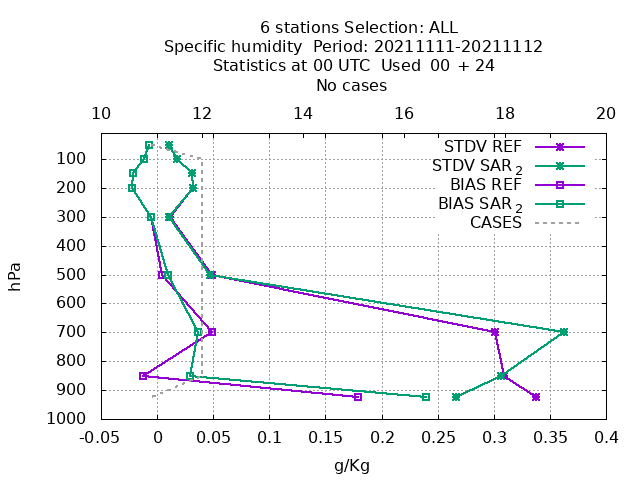 6 stations Selection: ALL
Specific humidity  Period: 20211111-20211112
Statistics at 00 UTC  Used  00 + 24
No cases
10 12 14 16 18 20
STDV REF
STDV SAR 2
BIAS REF
BIAS SAR 2
CASES
100
200
300
400
500
600
700
800
900
1000
hPa
-0.05 0 0.05 0.1 0.15 0.2 0.25 0.3 0.35 0.4
g/Kg